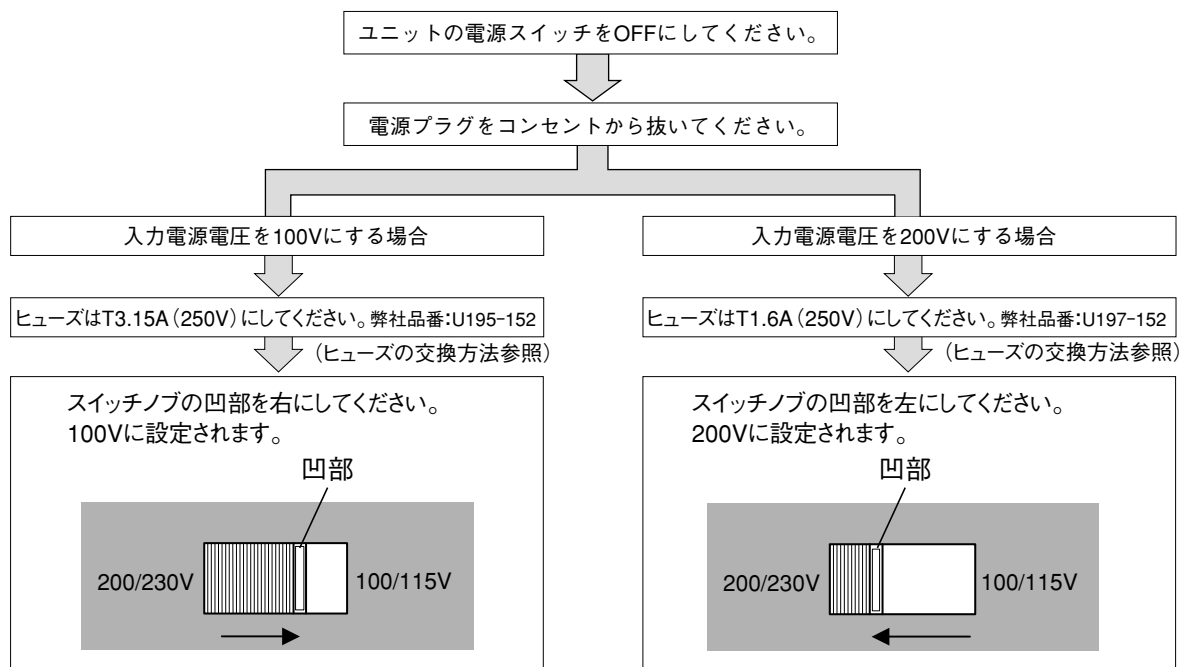 ユニットの電源スイッチをOFFにしてください。
電源プラグをコンセントから抜いてください。
入力電源電圧を100Vにする場合
ヒューズはT3.15A（250V）にしてください。弊社品番:U195-152
（ヒューズの交換方法参照）
スイッチノブの凹部を右にしてください。
100Vに設定されます。
凹部
200/230V
100/115V
入力電源電圧を200Vにする場合
ヒューズはT1.6A（250V）にしてください。弊社品番:U197-152
（ヒューズの交換方法参照）
スイッチノブの凹部を左にしてください。
200Vに設定されます。
凹部
200/230V
100/115V